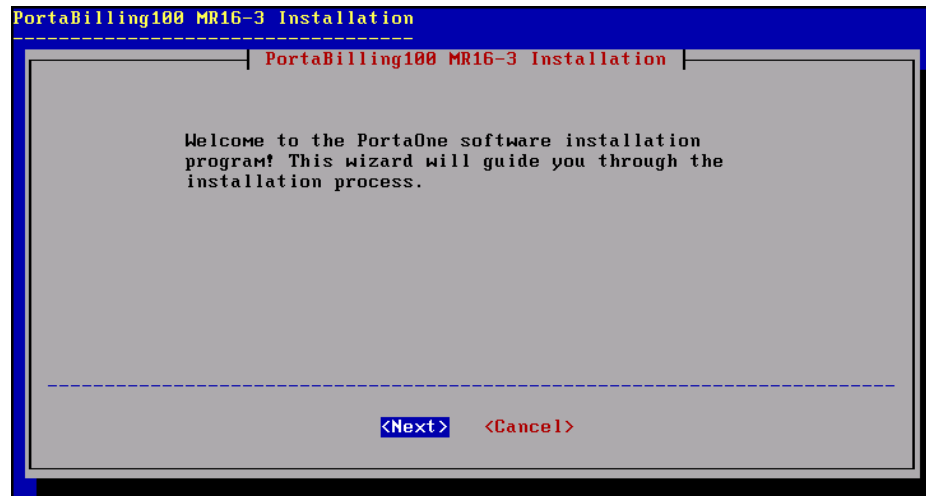 PortaBilling100 MR16-3 Installation
-----------------------------------
PortaBilling100 MR16-3 Installation
Welcome to the PortaOne software installation
program! This wizard will guide you through the
installation process.
<Next> <Cancel>